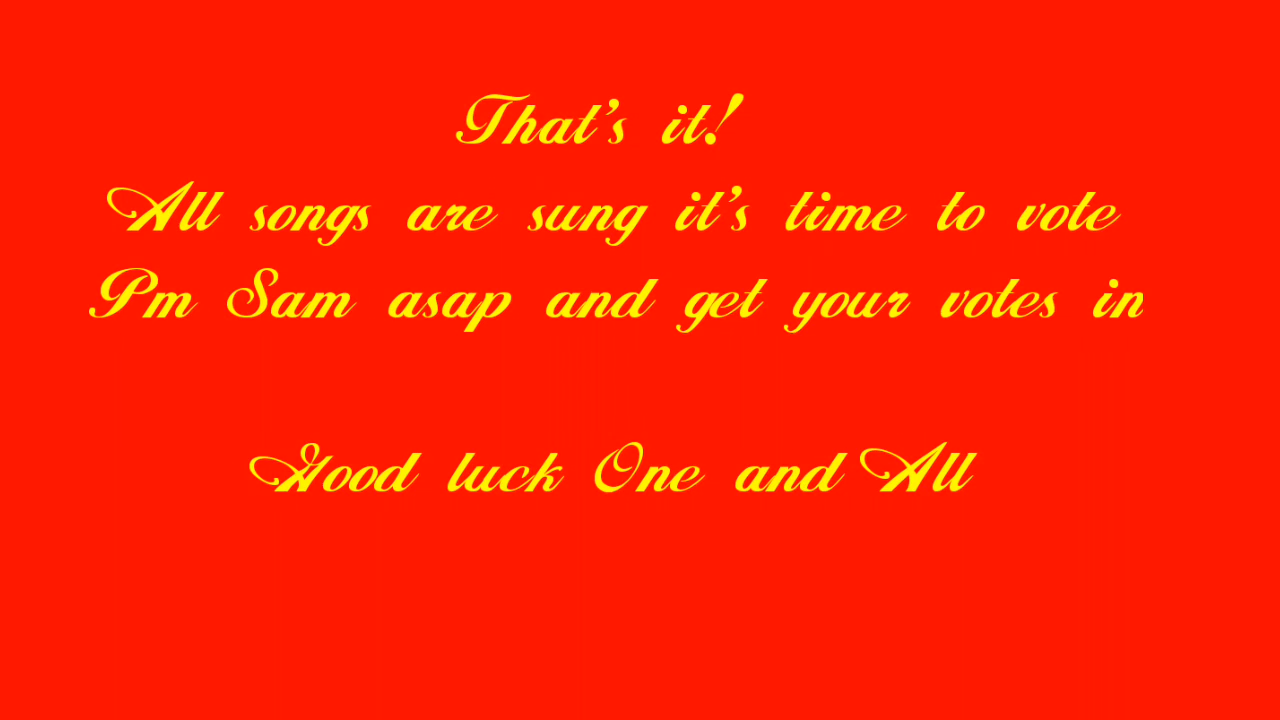 That's it!
All songs are sung it's time to vote
Pm Sam asap and get your votes in
Good luck One and All